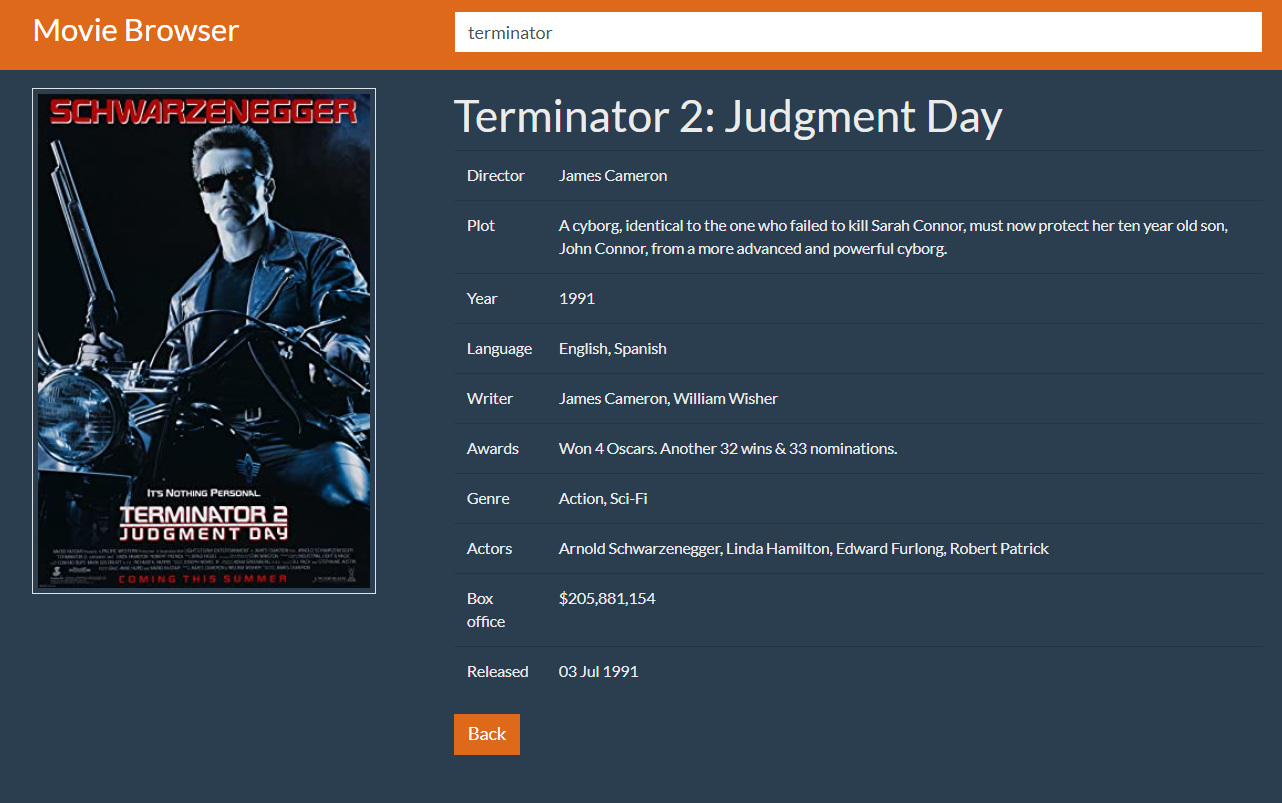 Movie Browser
terminator
SCHWARZENEGGER
IT'S NOTHING PERSONAL.
TERMINATOR 2
JUDGMENT DAY
COMING THIS SUMMER
Terminator 2: Judgment Day
Director James Cameron
Plot A cyborg, identical to the one who failed to kill Sarah Connor, must now protect her ten year old son,
John Connor, from a more advanced and powerful cyborg.
Year 1991
Language English, Spanish
Writer James Cameron, William Wisher
Awards Won 4 Oscars. Another 32 wins & 33 nominations.
Genre Action, Sci-Fi
Actors Arnold Schwarzenegger, Linda Hamilton, Edward Furlong, Robert Patrick
Box $205,881,154
office
Released 03 Jul 1991
Back